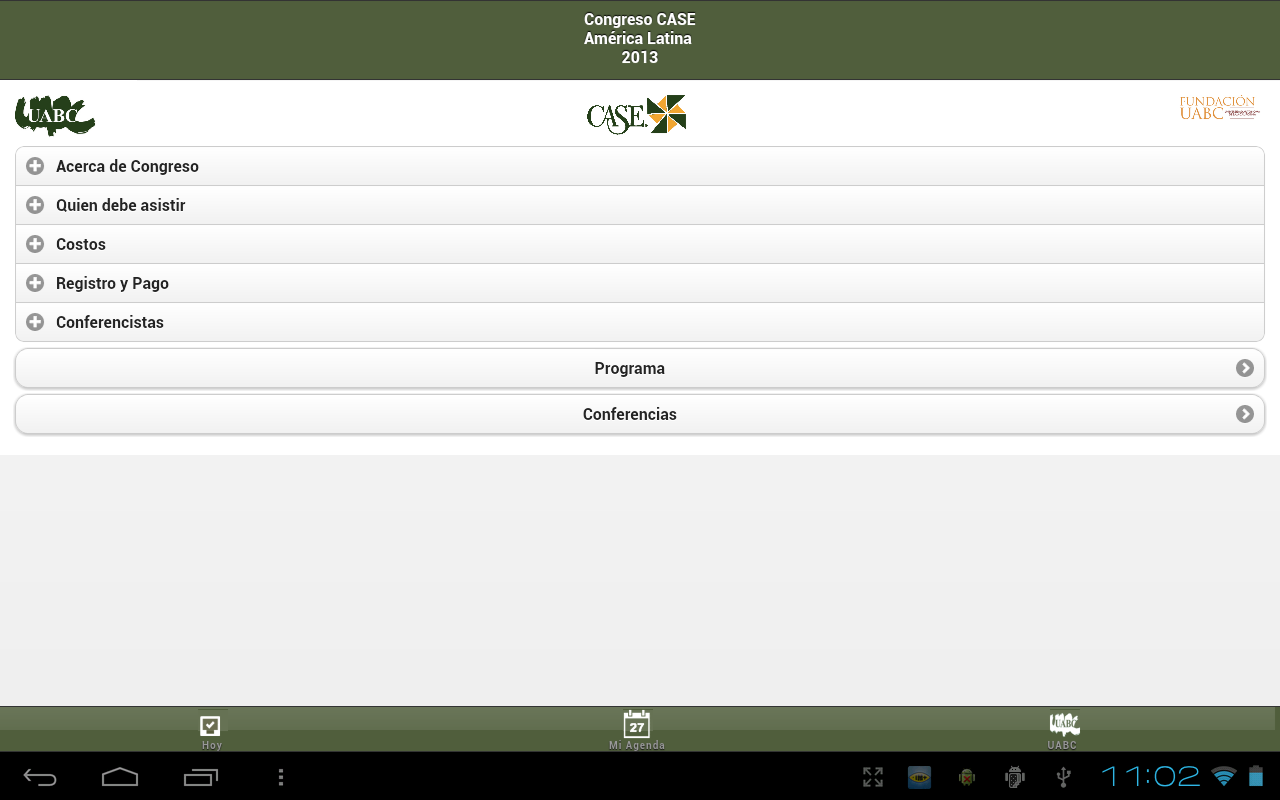 Congreso CASE
América Latina
2013
UABC
CASE
FUNDACIÓN
UABC
Acerca de Congreso
Quien debe asistir
Costos
Registro y Pago
Conferencistas
Programa
Conferencias
27
UABC
Hoy
Mi Agenda
UABC
11:02